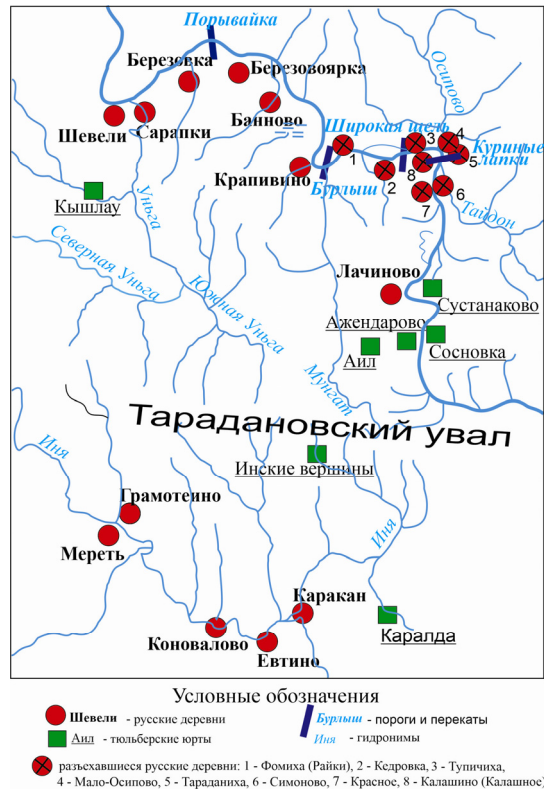 Порывайка
Березовка
Березовоярка
Осипово
Банново
Шевели
Сарапки
Широкая шель
3
4
Куриные
лапки
1
5
8
Крапивино
Бурлыш
2
6
7
Кышлау
Уньга
Тайдон
Северная Уньга
Южная Уньга
Лачиново
Сустанаково
Ажендарово
Аил
Сосновка
Мунгат
Тарадановский увал
Иня
Инские вершины
Грамотеино
Мереть
Иня
Каракан
Коновалово
Евтино
Каралда
Условные обозначения
Шевели - русские деревни
Бурлыш - пороги и перекаты
Аил - тюльберские юрты
Иня - гидронимы
разъехавшиеся русские деревни: 1 - Фомиха (Райки), 2 - Кедровка, 3 - Тупичиха,
4 - Мало-Осипово, 5 - Тараданиха, 6 - Симоново, 7 - Красное, 8 - Калашино (Калашное)